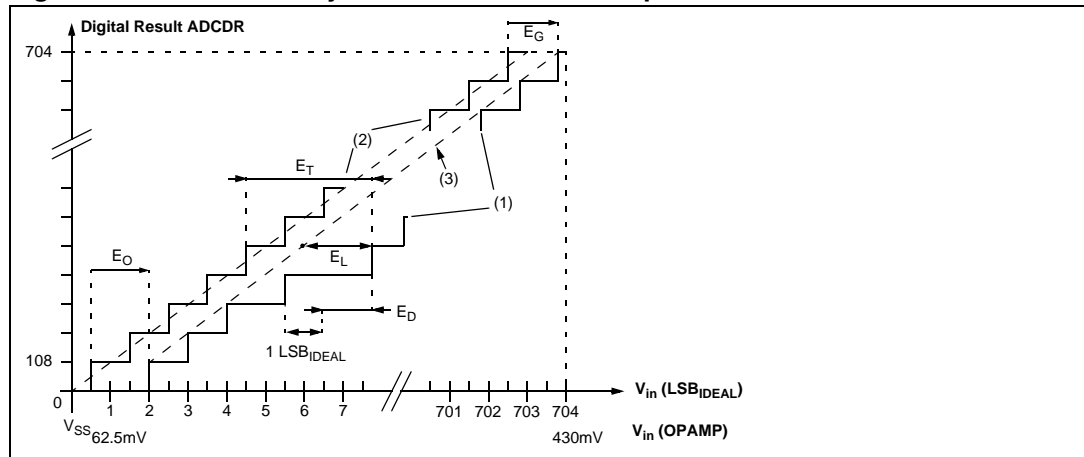 Digital Result ADCDR
E_G
704
(2)
E_T
(3)
(1)
E_O
E_L
E_D
1 LSB_IDEAL
108
0
1 2 3 4 5 6 7 701 702 703 704
V_in (LSB_IDEAL)
V_SS 62.5mV 430mV V_in (OPAMP)